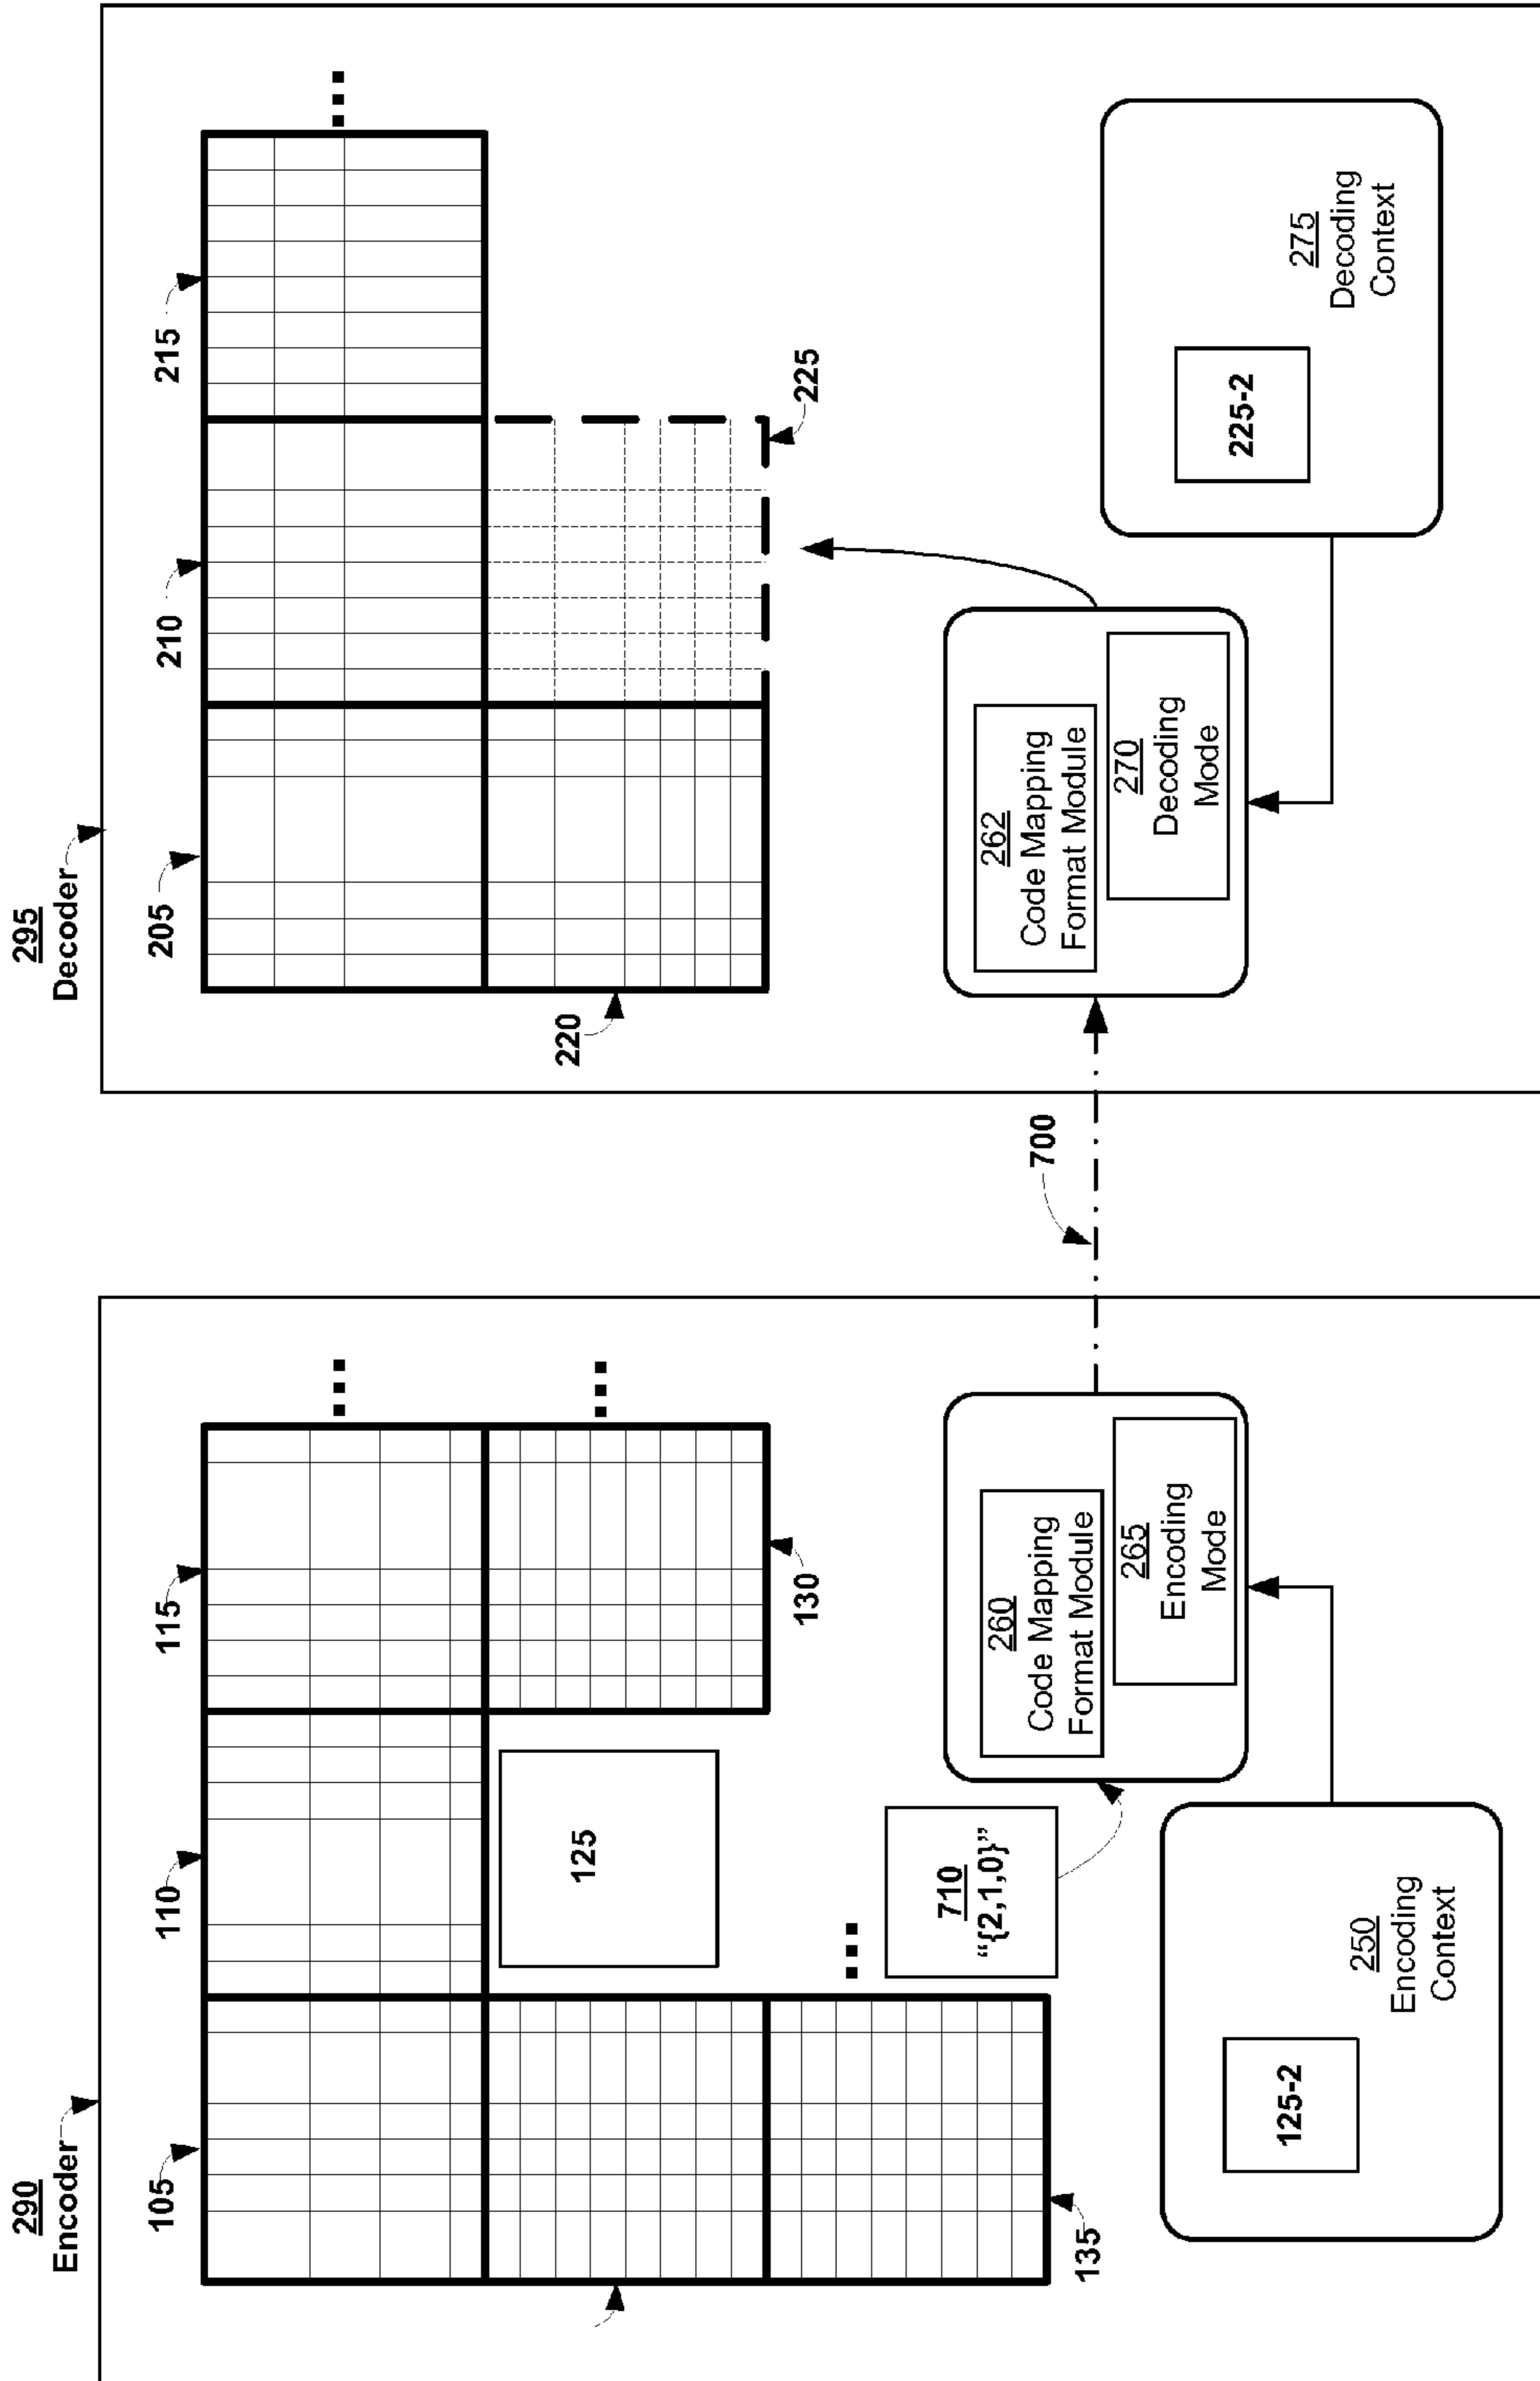 290
Encoder
105
110
115
125
130
135
710
“{2,1,0}”
260
Code Mapping
Format Module
265
Encoding
Mode
125-2
250
Encoding
Context
700
295
Decoder
205
210
215
220
225
262
Code Mapping
Format Module
270
Decoding
Mode
225-2
275
Decoding
Context